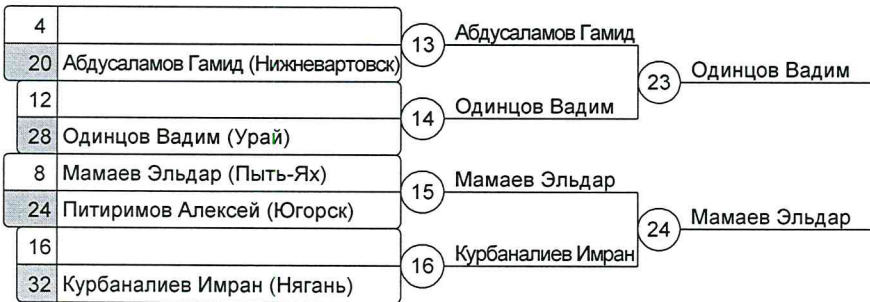 4
13 Абдусаламов Гамид
20 Абдусаламов Гамид (Нижневартовск)
23 Одинцов Вадим
12
14 Одинцов Вадим
28 Одинцов Вадим (Урай)
8 Мамаев Эльдар (Пыть-Ях)
15 Мамаев Эльдар
24 Питиримов Алексей (Югорск)
24 Мамаев Эльдар
16
16 Курбаналиев Имран
32 Курбаналиев Имран (Нягань)